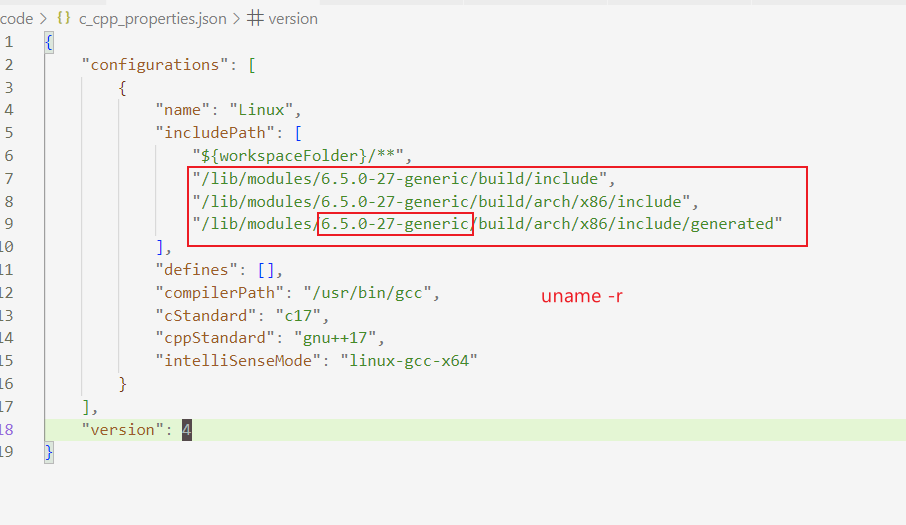 code > {} c_cpp_properties.json > # version
1 {
2     "configurations": [
3         {
4             "name": "Linux",
5             "includePath": [
6                 "${workspaceFolder}/**",
7                 "/lib/modules/6.5.0-27-generic/build/include",
8                 "/lib/modules/6.5.0-27-generic/build/arch/x86/include",
9                 "/lib/modules/6.5.0-27-generic/build/arch/x86/include/generated"
10             ],
11             "defines": [],
12             "compilerPath": "/usr/bin/gcc",
uname -r
13             "cStandard": "c17",
14             "cppStandard": "gnu++17",
15             "intelliSenseMode": "linux-gcc-x64"
16         }
17     ],
18     "version": 4
19 }